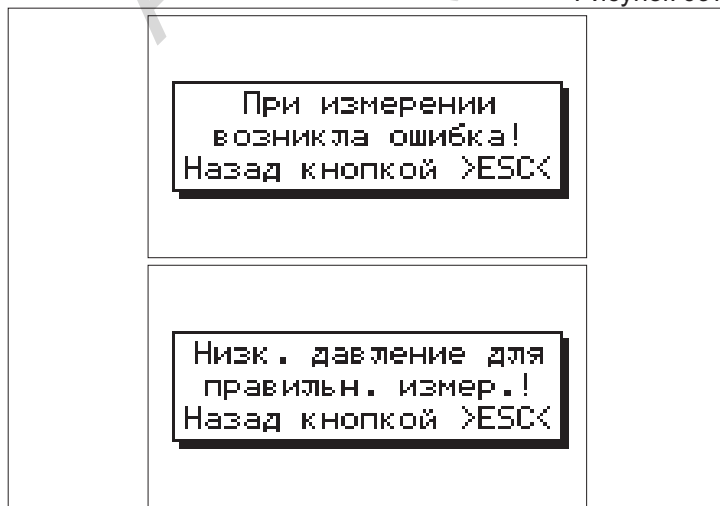 При измерении
возникла ошибка!
Назад кнопкой >ESC<
Низк. давление для
правильн. измер.!
Назад кнопкой >ESC<